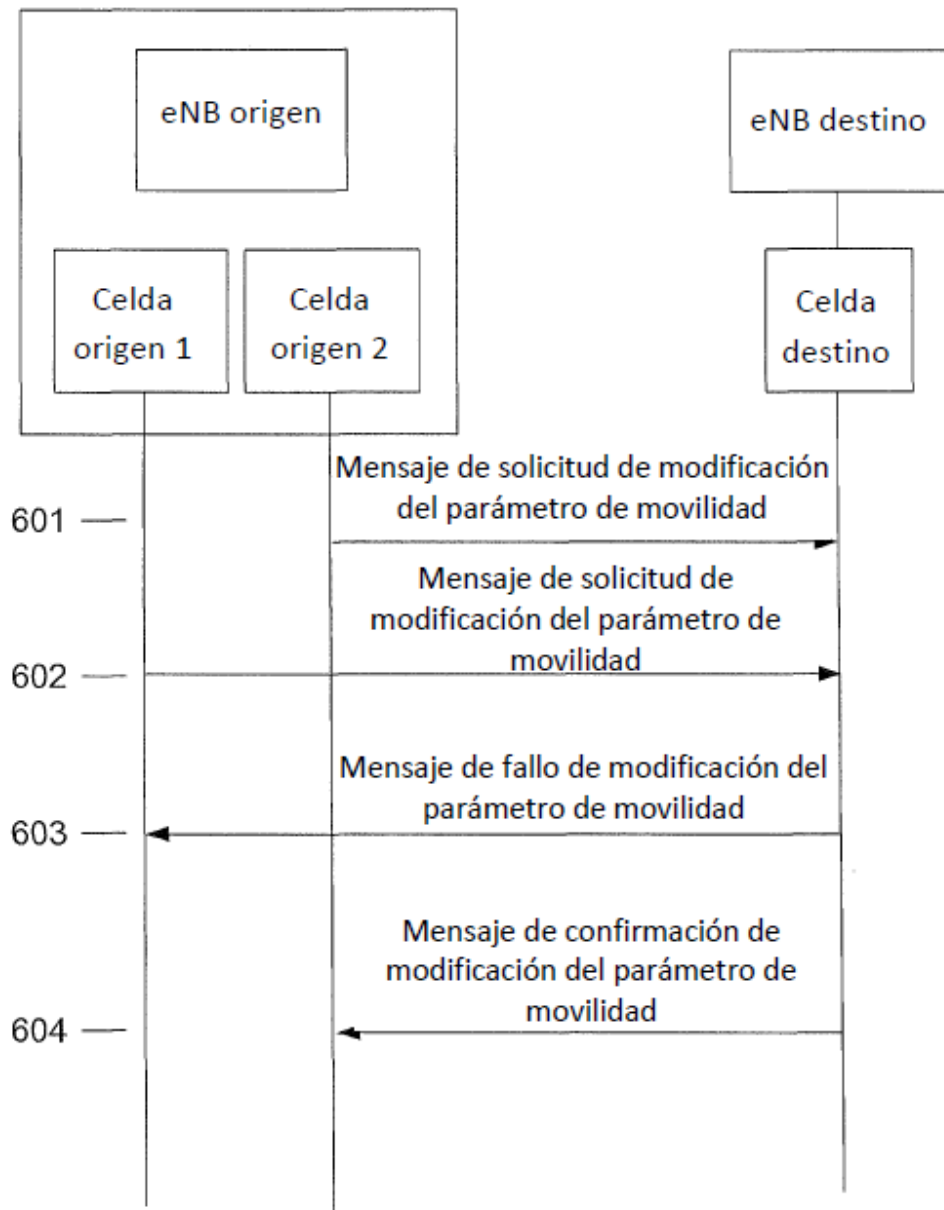 eNB origen
eNB destino
Celda
origen 1
Celda
origen 2
Celda
destino
Mensaje de solicitud de modificación
del parámetro de movilidad
601
Mensaje de solicitud de
modificación del parámetro de
movilidad
602
Mensaje de fallo de modificación del
parámetro de movilidad
603
Mensaje de confirmación de
modificación del parámetro de
movilidad
604